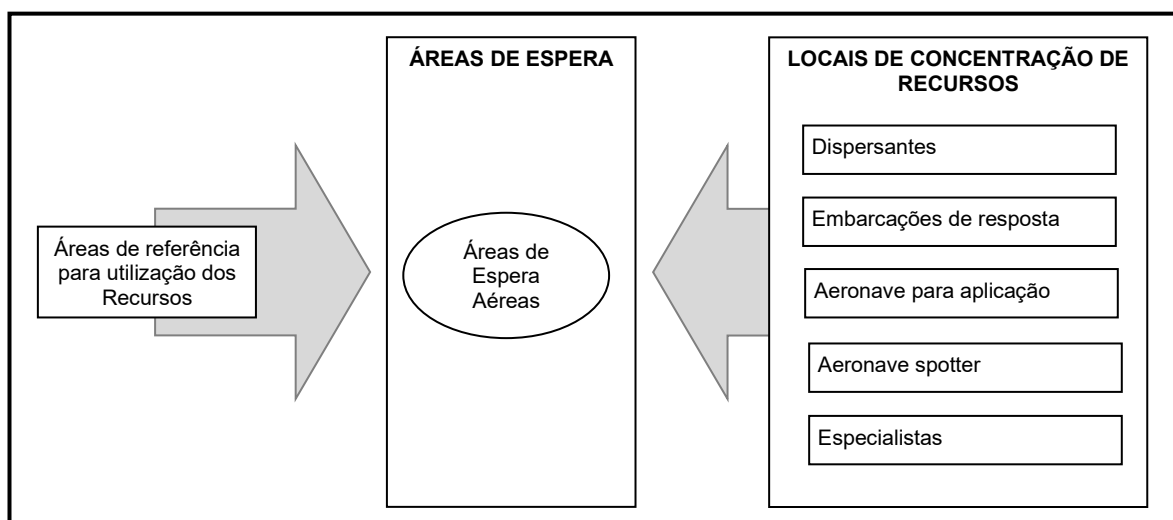 Áreas de referência
para utilização dos
Recursos
ÁREAS DE ESPERA
Áreas de
Espera
Aéreas
LOCAIS DE CONCENTRAÇÃO DE
RECURSOS
Dispersantes
Embarcações de resposta
Aeronave para aplicação
Aeronave spotter
Especialistas